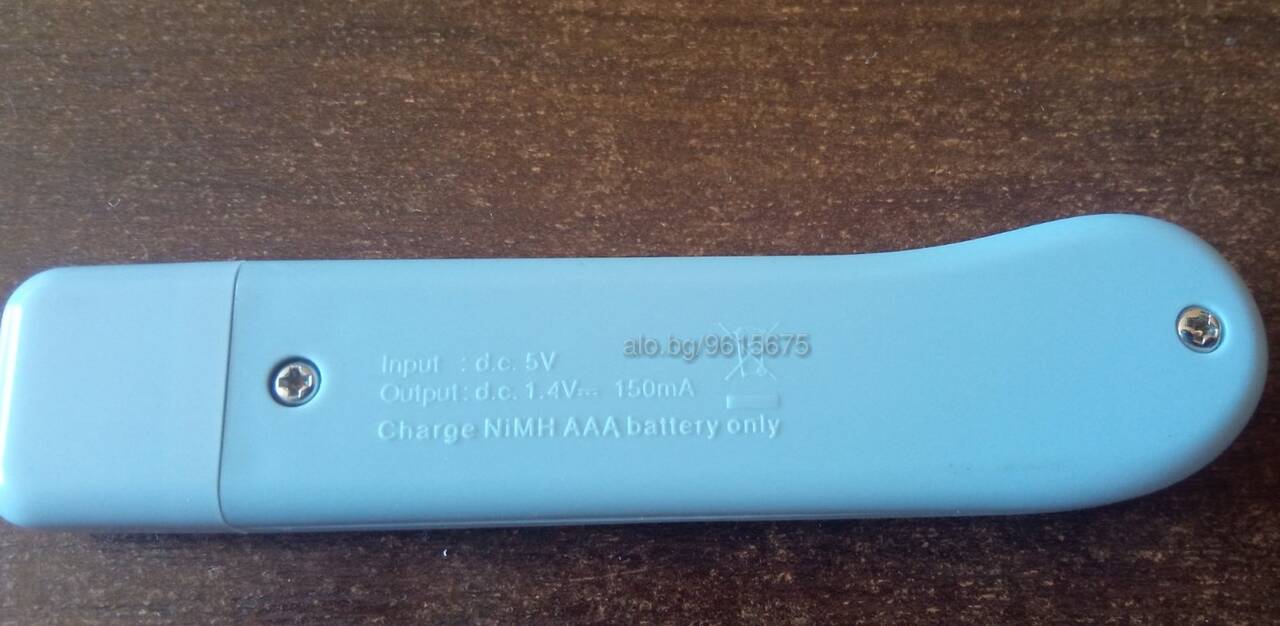 Input : d.c. 5V
Output: d.c. 1.4V⎓ 150mA
Charge NiMH AAA battery only
alo.bg/9615675